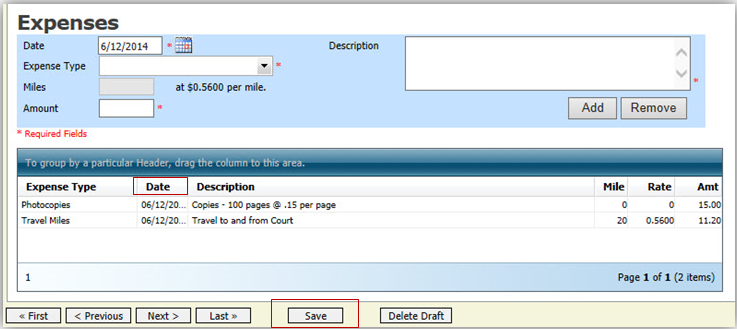 Expenses
Date 6/12/2014 * Description
Expense Type *
Miles at $0.5600 per mile.
*
Amount *
Add Remove
* Required Fields
To group by a particular Header, drag the column to this area.
Expense Type Date Description Mile Rate Amt
Photocopies 06/12/20... Copies - 100 pages @ .15 per page 0 0 15.00
Travel Miles 06/12/20... Travel to and from Court 20 0.5600 11.20
1 Page 1 of 1 (2 items)
« First < Previous Next > Last » Save Delete Draft